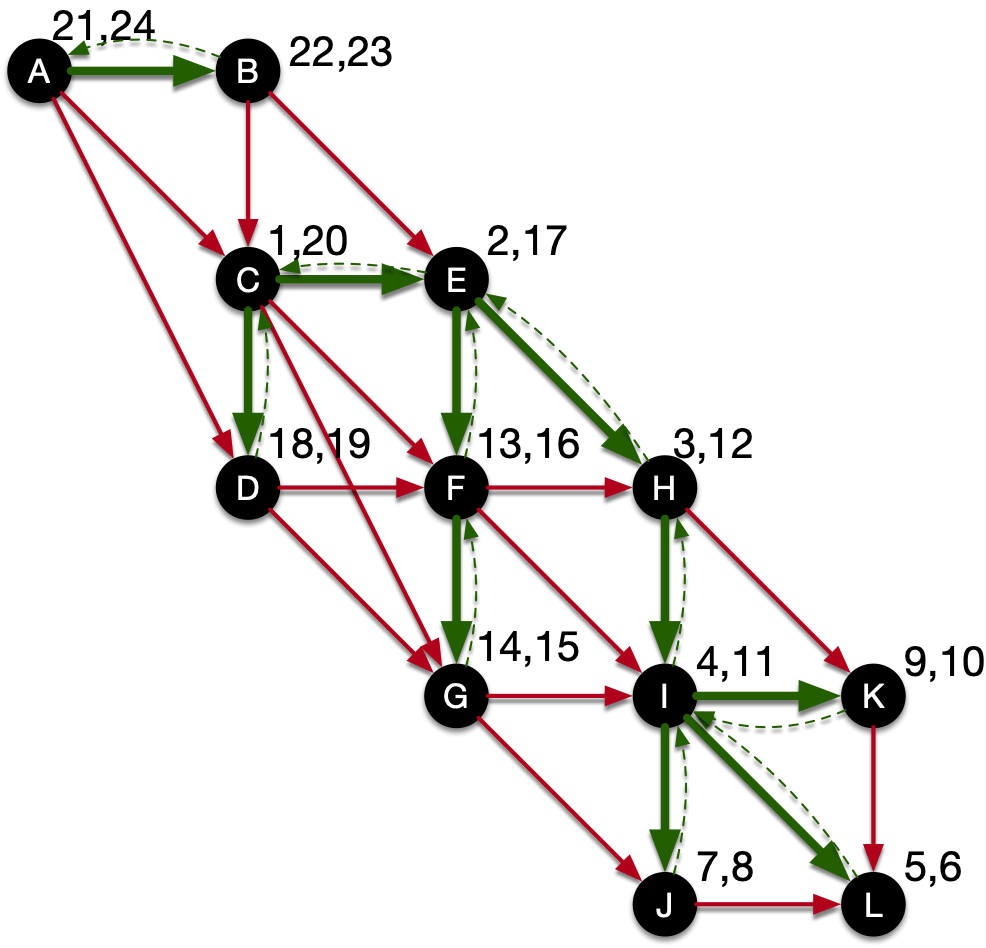 21,24
A
B
22,23
1,20
2,17
C
E
18,19
13,16
3,12
D
F
H
14,15
4,11
9,10
G
I
K
7,8
5,6
J
L